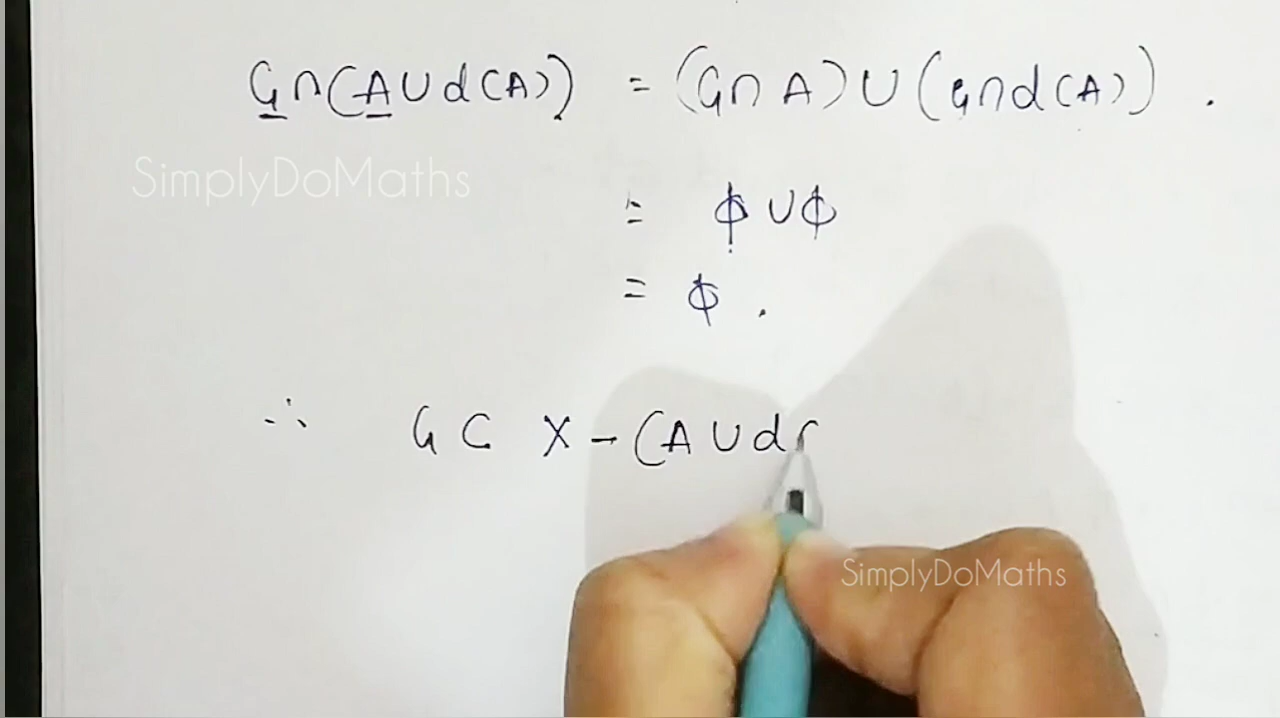 G∩(A∪d(A)) = (G∩A)∪(G∩d(A)).
SimplyDoMaths
= ϕ∪ϕ
= ϕ.
∴ G ⊂ X-(A∪d(
SimplyDoMaths